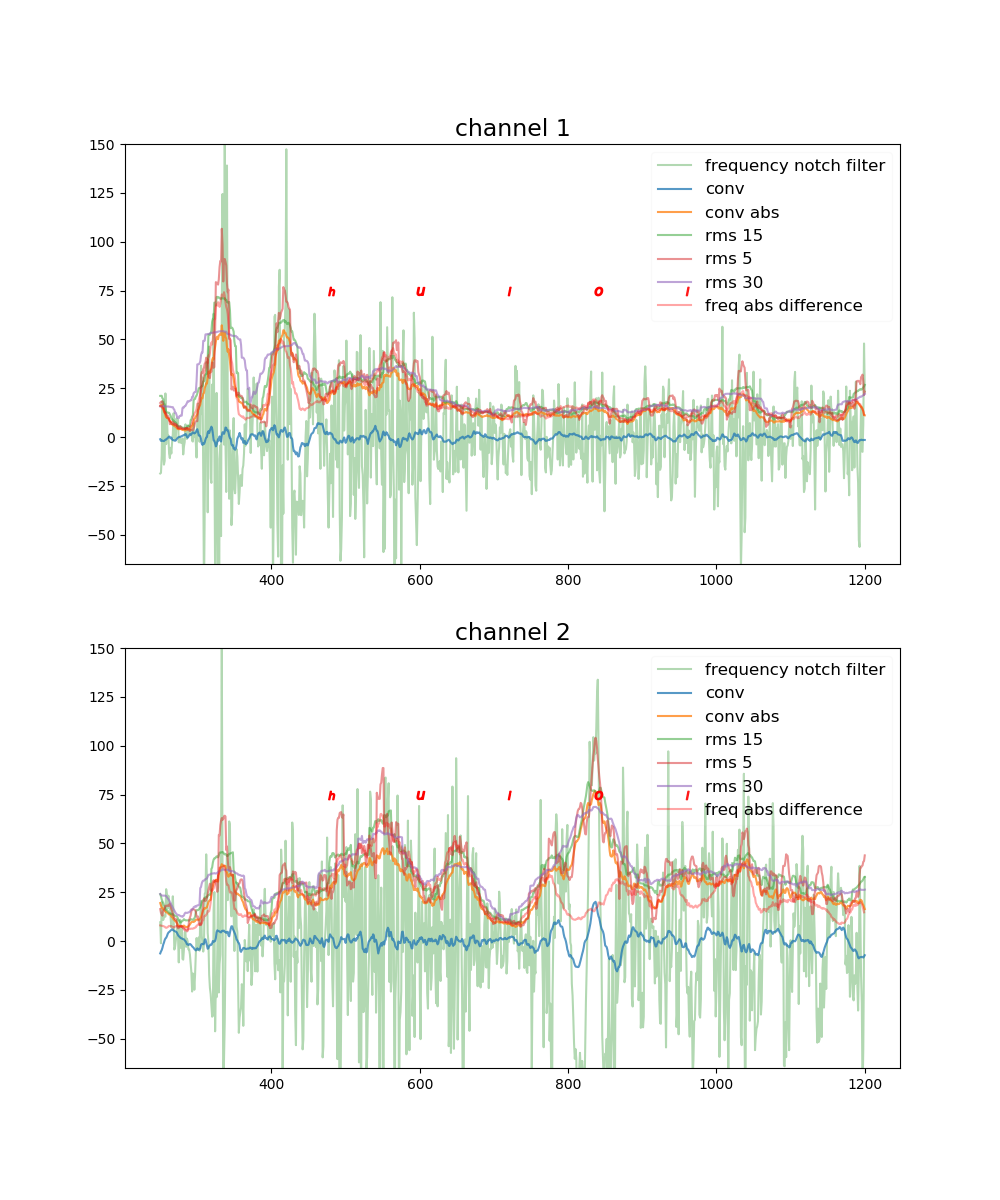 channel 1
150
125
100
75
50
25
0
−25
−50
frequency notch filter
conv
conv abs
rms 15
rms 5
rms 30
freq abs difference
h u l o l
400 600 800 1000 1200
channel 2
150
125
100
75
50
25
0
−25
−50
frequency notch filter
conv
conv abs
rms 15
rms 5
rms 30
freq abs difference
h u l o l
400 600 800 1000 1200